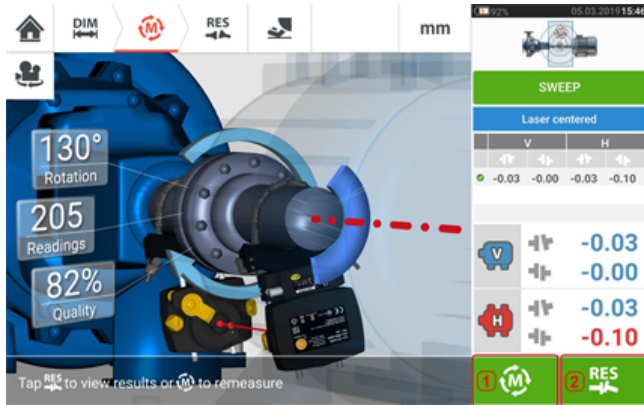 DIM
M
RES
mm
92%
05.03.2019 15:46
SWEEP
Laser centered
V H
-0.03 -0.00 -0.03 -0.10
130°
Rotation
205
Readings
82%
Quality
V
-0.03
-0.00
H
-0.03
-0.10
Tap RES to view results or M to remeasure
1 M
2 RES